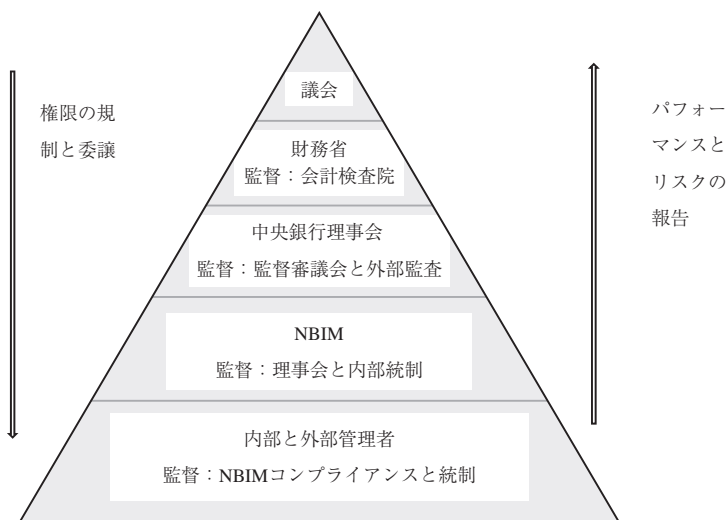 議会
権限の規
制と委譲
財務省
監督：会計検査院
中央銀行理事会
監督：監督審議会と外部監査
NBIM
監督：理事会と内部統制
内部と外部管理者
監督：NBIMコンプライアンスと統制
パフォー
マンスと
リスクの
報告